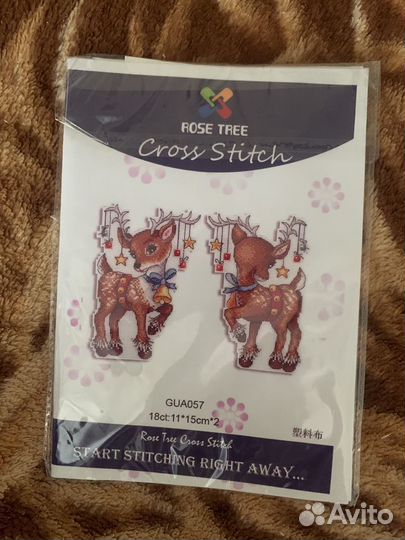 ROSE TREE
Cross Stitch
GUA057
18ct:11*15cm*2
塑料布
Rose Tree Cross Stitch
START STITCHING RIGHT AWAY...
Avito